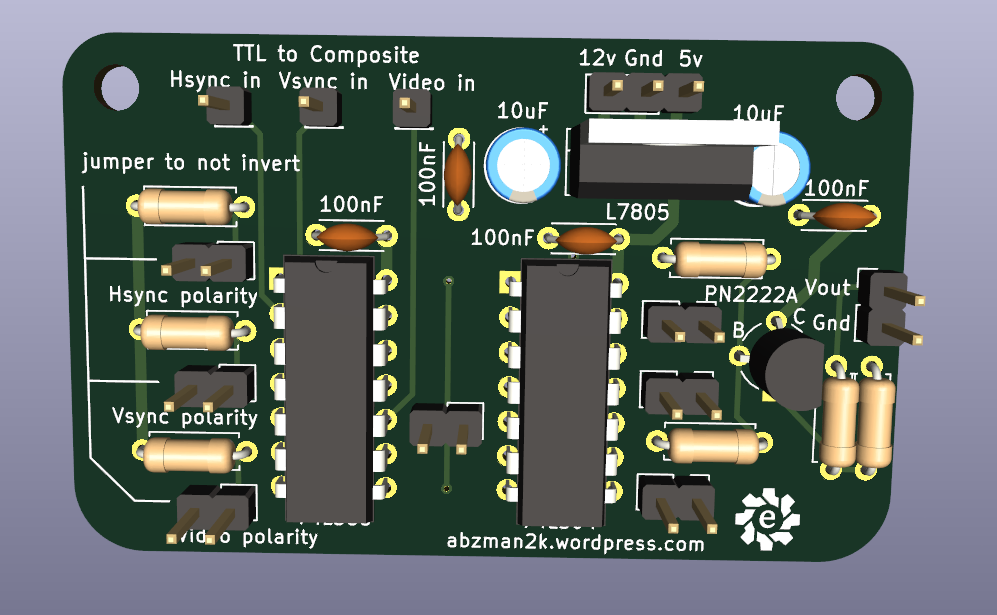 TTL to Composite
12v Gnd 5v
Hsync in Vsync in Video in
10uF
10uF
jumper to not invert
100nF
100nF
100nF
L7805
100nF
Hsync polarity
PN2222A
Vout
B
C
Gnd
Vsync polarity
Video polarity
abzman2k.wordpress.com
e